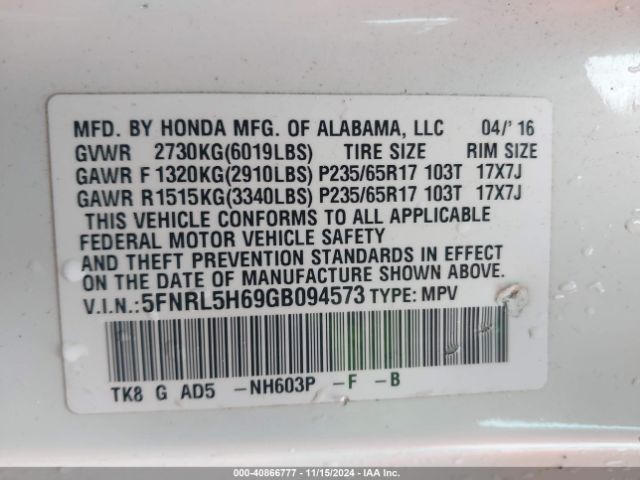 MFD. BY HONDA MFG. OF ALABAMA, LLC 04/' 16
GVWR 2730KG(6019LBS) TIRE SIZE RIM SIZE
GAWR F 1320KG(2910LBS) P235/65R17 103T 17X7J
GAWR R1515KG(3340LBS) P235/65R17 103T 17X7J
THIS VEHICLE CONFORMS TO ALL APPLICABLE
FEDERAL MOTOR VEHICLE SAFETY
AND THEFT PREVENTION STANDARDS IN EFFECT
ON THE DATE OF MANUFACTURE SHOWN ABOVE.
V.I.N.:5FNRL5H69GB094573 TYPE: MPV
TK8 G AD5 -NH603P -F -B
000-40866777 - 11/15/2024 - IAAI.COM